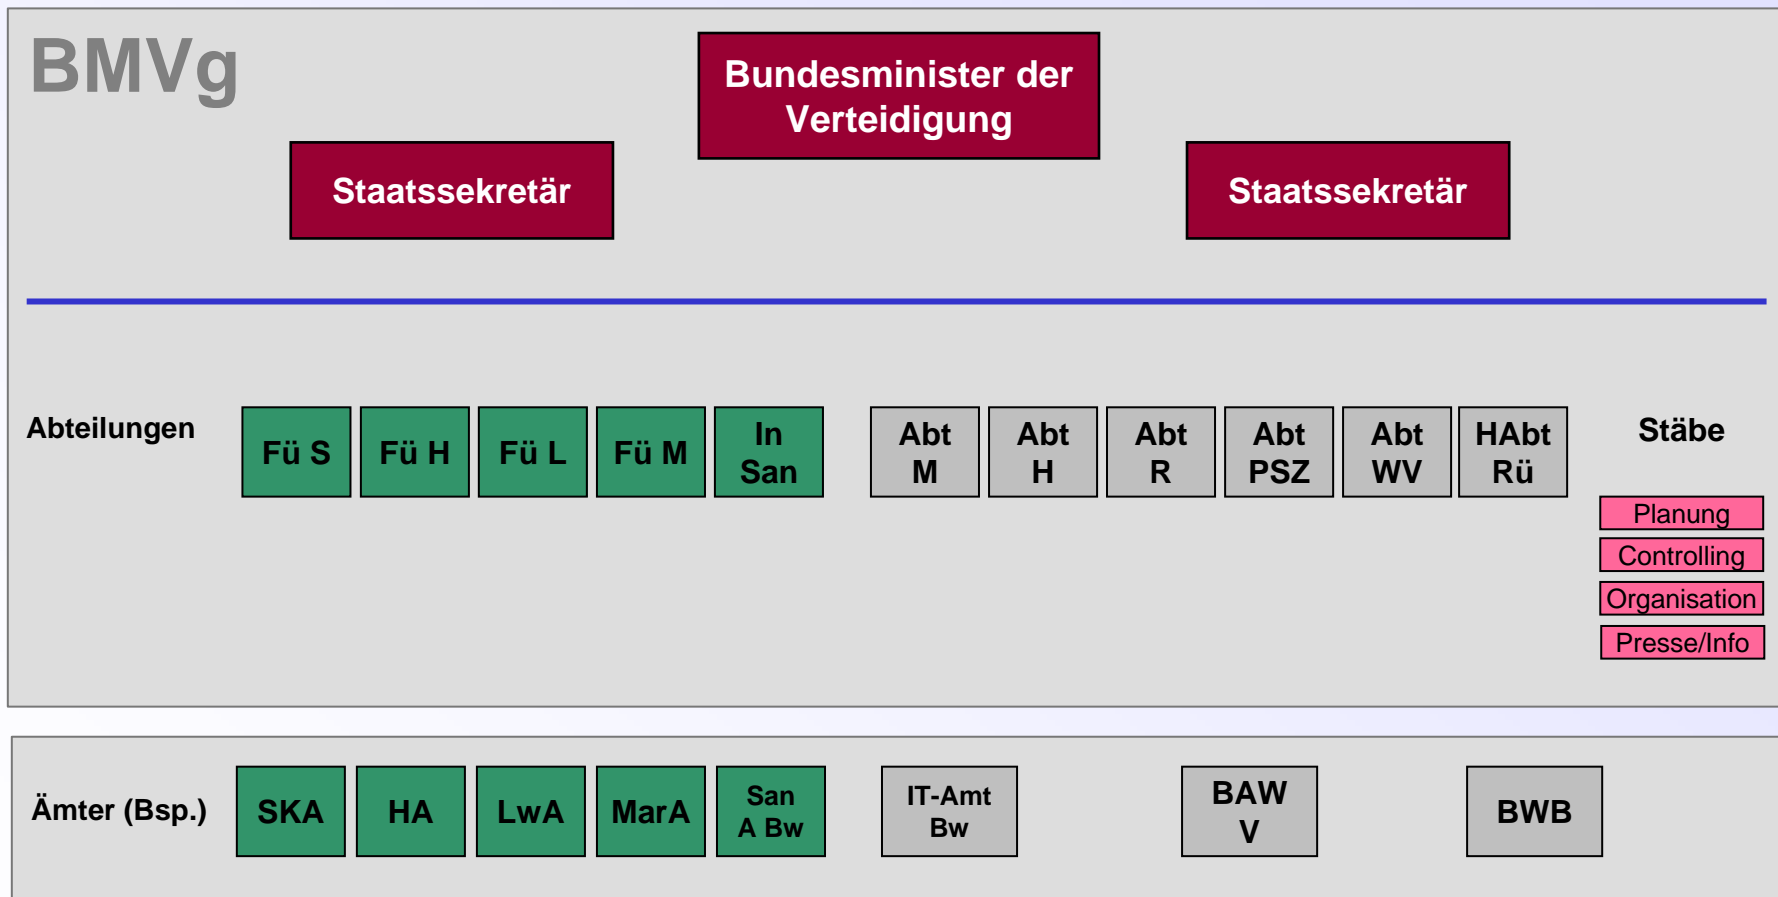 BMVg
Bundesminister der
Verteidigung
Staatssekretär
Staatssekretär
Abteilungen
Fü S
Fü H
Fü L
Fü M
In
San
Abt
M
Abt
H
Abt
R
Abt
PSZ
Abt
WV
HAbt
Rü
Stäbe
Planung
Controlling
Organisation
Presse/Info
Ämter (Bsp.)
SKA
HA
LwA
MarA
San
A Bw
IT-Amt
Bw
BAW
V
BWB